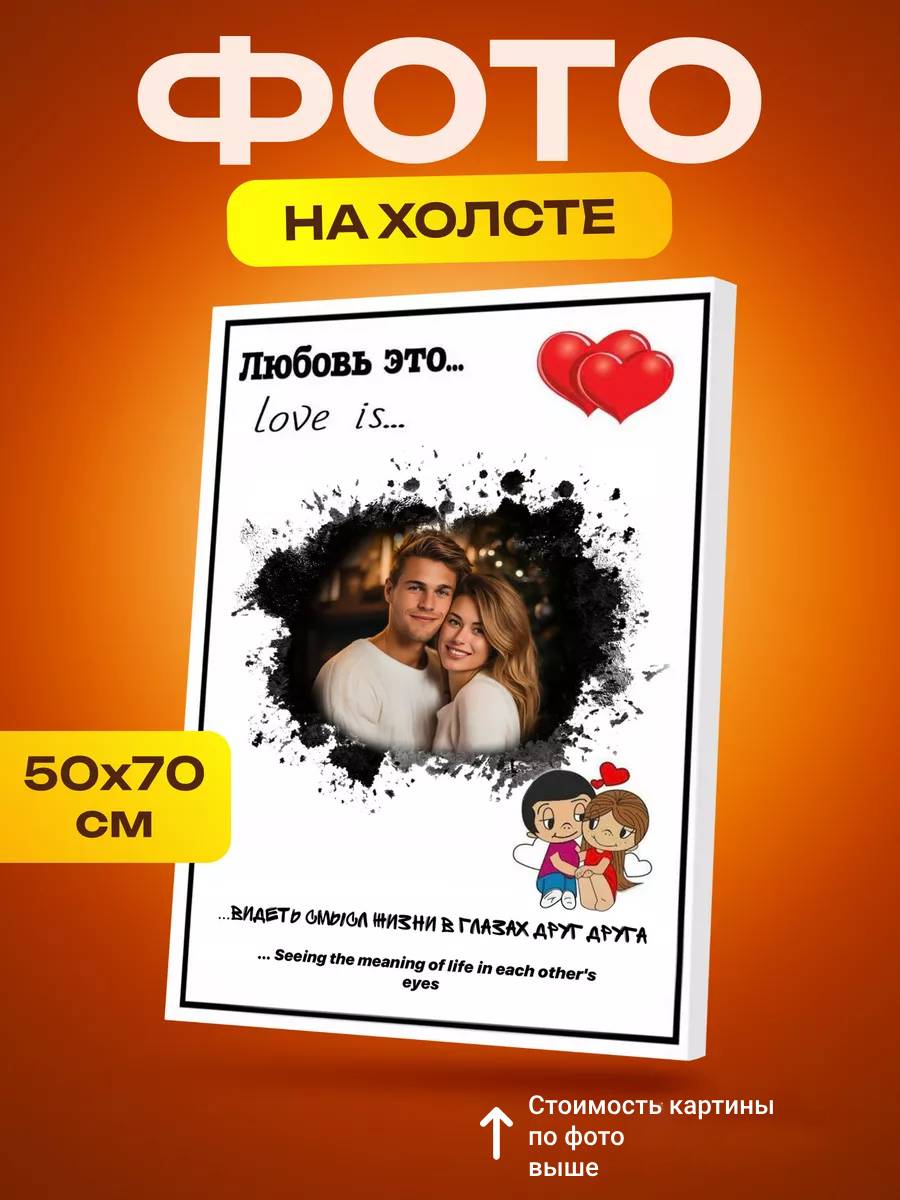 ФОТО
НА ХОЛСТЕ
Любовь это...
love is...
50x70
см
...ВИДЕТЬ СМЫСЛ ЖИЗНИ В ГЛАЗАХ ДРУГ ДРУГА
... Seeing the meaning of life in each other's
eyes
Стоимость картины
по фото
выше